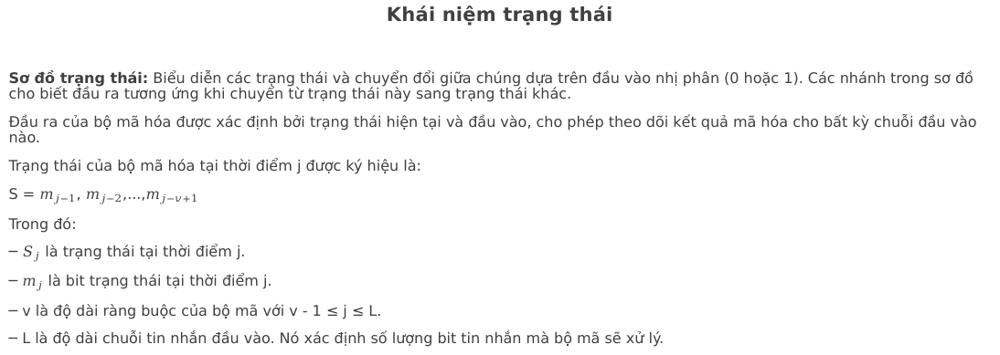 Khái niệm trạng thái
Sơ đồ trạng thái: Biểu diễn các trạng thái và chuyển đổi giữa chúng dựa trên đầu vào nhị phân (0 hoặc 1). Các nhánh trong sơ đồ
cho biết đầu ra tương ứng khi chuyển từ trạng thái này sang trạng thái khác.
Đầu ra của bộ mã hóa được xác định bởi trạng thái hiện tại và đầu vào, cho phép theo dõi kết quả mã hóa cho bất kỳ chuỗi đầu vào
nào.
Trạng thái của bộ mã hóa tại thời điểm j được ký hiệu là:
S = m_{j−1}, m_{j−2},...,m_{j−v+1}
Trong đó:
− S_j là trạng thái tại thời điểm j.
− m_j là bit trạng thái tại thời điểm j.
− v là độ dài ràng buộc của bộ mã với v - 1 ≤ j ≤ L.
− L là độ dài chuỗi tin nhắn đầu vào. Nó xác định số lượng bit tin nhắn mà bộ mã sẽ xử lý.